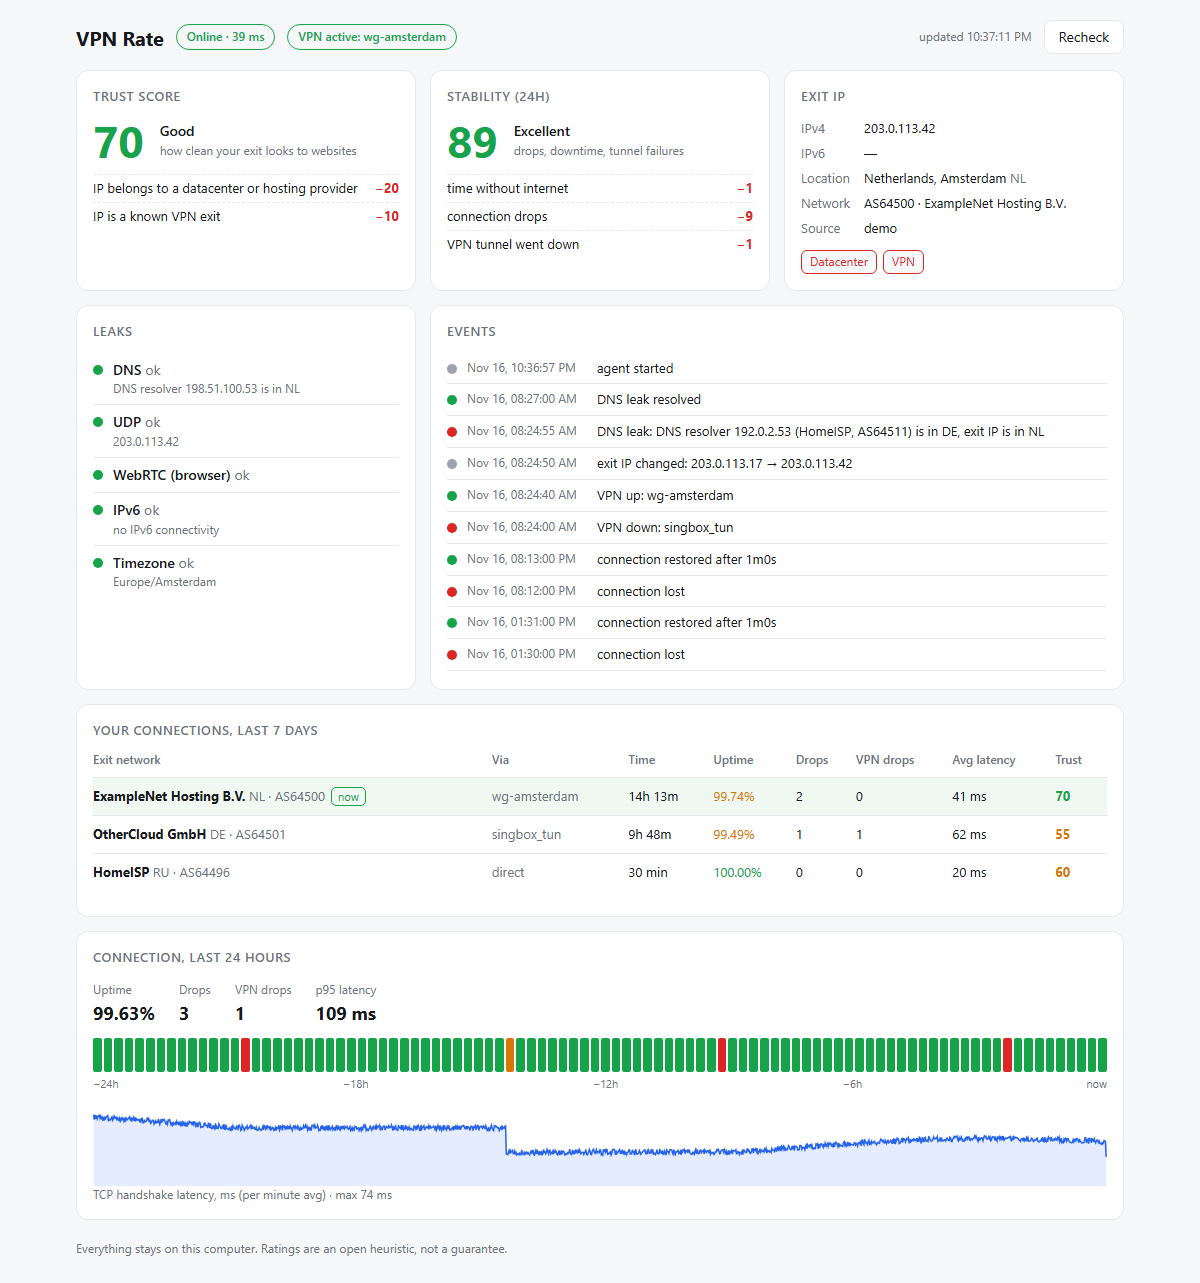 VPN Rate
Online · 39 ms
VPN active: wg-amsterdam
updated 10:37:11 PM
Recheck
TRUST SCORE
70
Good
how clean your exit looks to websites
IP belongs to a datacenter or hosting provider −20
IP is a known VPN exit −10
STABILITY (24H)
89
Excellent
drops, downtime, tunnel failures
time without internet −1
connection drops −9
VPN tunnel went down −1
EXIT IP
IPv4 203.0.113.42
IPv6 —
Location Netherlands, Amsterdam NL
Network AS64500 · ExampleNet Hosting B.V.
Source demo
Datacenter VPN
LEAKS
DNS ok
DNS resolver 198.51.100.53 is in NL
UDP ok
203.0.113.42
WebRTC (browser) ok
IPv6 ok
no IPv6 connectivity
Timezone ok
Europe/Amsterdam
EVENTS
Nov 16, 10:36:57 PM agent started
Nov 16, 08:27:00 AM DNS leak resolved
Nov 16, 08:24:55 AM DNS leak: DNS resolver 192.0.2.53 (HomeISP, AS64511) is in DE, exit IP is in NL
Nov 16, 08:24:50 AM exit IP changed: 203.0.113.17 → 203.0.113.42
Nov 16, 08:24:40 AM VPN up: wg-amsterdam
Nov 16, 08:24:00 AM VPN down: singbox_tun
Nov 16, 08:13:00 PM connection restored after 1m0s
Nov 16, 08:12:00 PM connection lost
Nov 16, 01:31:00 PM connection restored after 1m0s
Nov 16, 01:30:00 PM connection lost
YOUR CONNECTIONS, LAST 7 DAYS
Exit network Via Time Uptime Drops VPN drops Avg latency Trust
ExampleNet Hosting B.V. NL · AS64500 now wg-amsterdam 14h 13m 99.74% 2 0 41 ms 70
OtherCloud GmbH DE · AS64501 singbox_tun 9h 48m 99.49% 1 1 62 ms 55
HomeISP RU · AS64496 direct 30 min 100.00% 0 0 20 ms 60
CONNECTION, LAST 24 HOURS
Uptime Drops VPN drops p95 latency
99.63% 3 1 109 ms
−24h −18h −12h −6h now
TCP handshake latency, ms (per minute avg) · max 74 ms
Everything stays on this computer. Ratings are an open heuristic, not a guarantee.